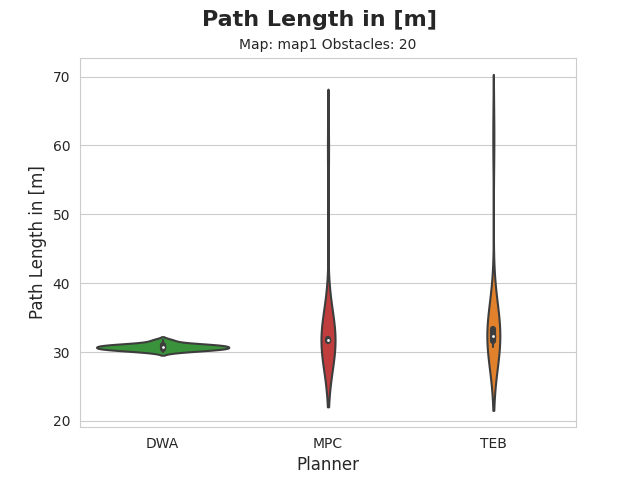 Path Length in [m]
Map: map1 Obstacles: 20
Path Length in [m]
70
60
50
40
30
20
DWA
MPC
TEB
Planner